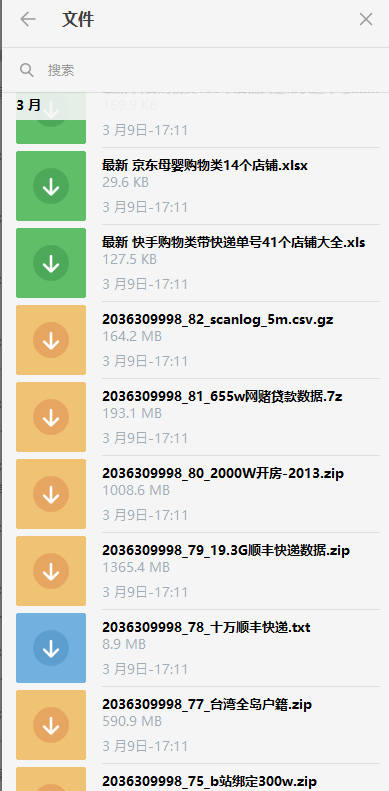 文件
搜索
3 月
169.9 KB
3 月9日-17:11
最新 京东母婴购物类14个店铺.xlsx
29.6 KB
3 月9日-17:11
最新 快手购物类带快递单号41个店铺大全.xls
127.5 KB
3 月9日-17:11
2036309998_82_scanlog_5m.csv.gz
164.2 MB
3 月9日-17:11
2036309998_81_655w网赌贷款数据.7z
193.1 MB
3 月9日-17:11
2036309998_80_2000W开房-2013.zip
1008.6 MB
3 月9日-17:11
2036309998_79_19.3G顺丰快递数据.zip
1365.4 MB
3 月9日-17:11
2036309998_78_十万顺丰快递.txt
8.9 MB
3 月9日-17:11
2036309998_77_台湾全岛户籍.zip
590.9 MB
3 月9日-17:11
2036309998_75_b站绑定300w.zip